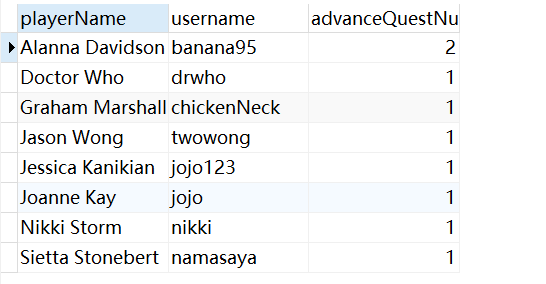 playerName username advanceQuestNu
Alanna Davidson banana95 2
Doctor Who drwho 1
Graham Marshall chickenNeck 1
Jason Wong twowong 1
Jessica Kanikian jojo123 1
Joanne Kay jojo 1
Nikki Storm nikki 1
Sietta Stonebert namasaya 1